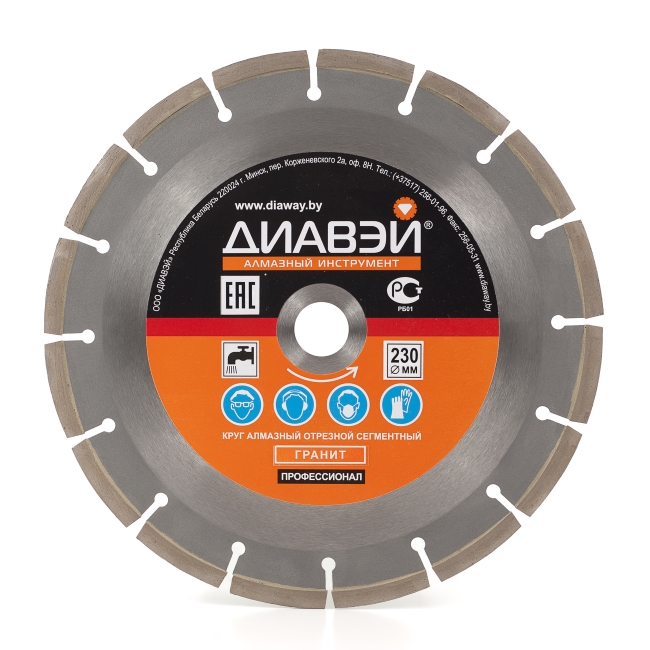 ООО «ДИАВЭЙ» Республика Беларусь 220024 г. Минск, пер. Корженевского 2а, оф. 8Н. Тел.: (+37517) 256-01-96, Факс: 256-05-31 www.diaway.by
www.diaway.by
ДИАВЭЙ®
АЛМАЗНЫЙ ИНСТРУМЕНТ
EAC
РСТ
РБ01
230
Ø ММ
КРУГ АЛМАЗНЫЙ ОТРЕЗНОЙ СЕГМЕНТНЫЙ
ГРАНИТ
ПРОФЕССИОНАЛ